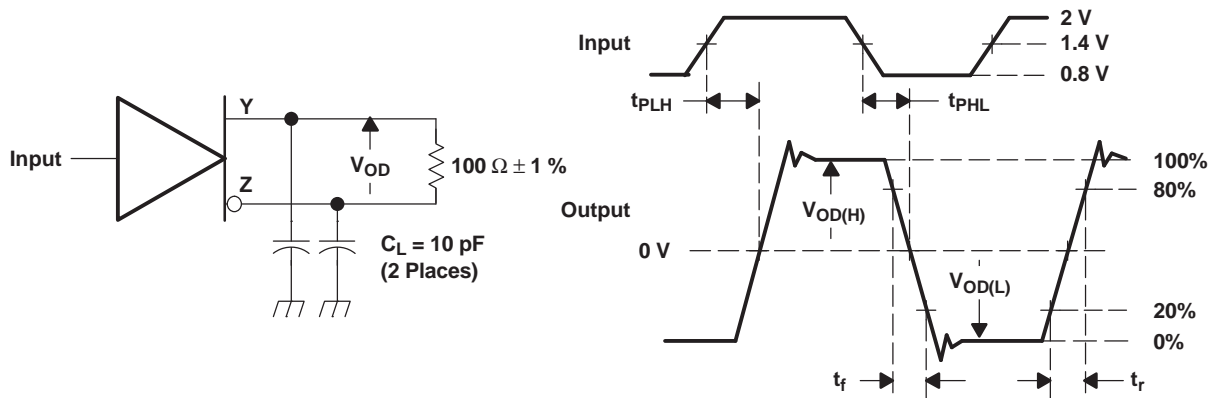 Input
Y
Z
V_OD
100 Ω ± 1 %
C_L = 10 pF
(2 Places)
Input
2 V
1.4 V
0.8 V
t_PLH
t_PHL
Output
100%
80%
V_OD(H)
0 V
V_OD(L)
20%
0%
t_f
t_r